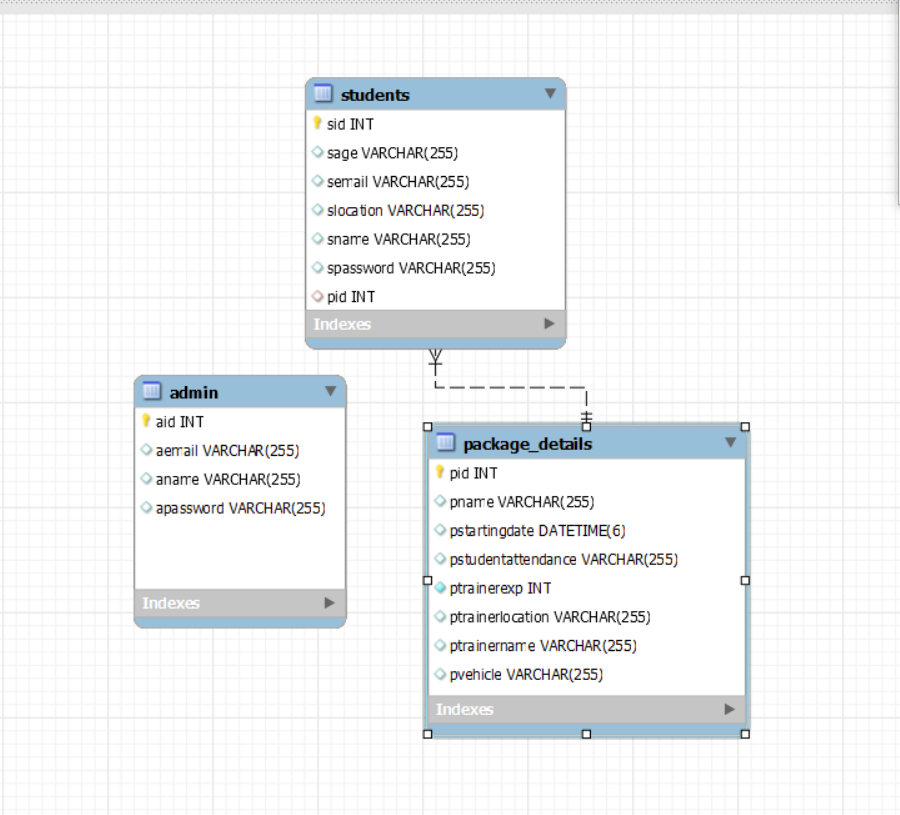 students
sid INT
sage VARCHAR(255)
semail VARCHAR(255)
slocation VARCHAR(255)
sname VARCHAR(255)
spassword VARCHAR(255)
pid INT
Indexes
admin
aid INT
aemail VARCHAR(255)
aname VARCHAR(255)
apassword VARCHAR(255)
Indexes
package_details
pid INT
pname VARCHAR(255)
pstartingdate DATETIME(6)
pstudentattendance VARCHAR(255)
ptrainerexp INT
ptrainerlocation VARCHAR(255)
ptrainername VARCHAR(255)
pvehicle VARCHAR(255)
Indexes